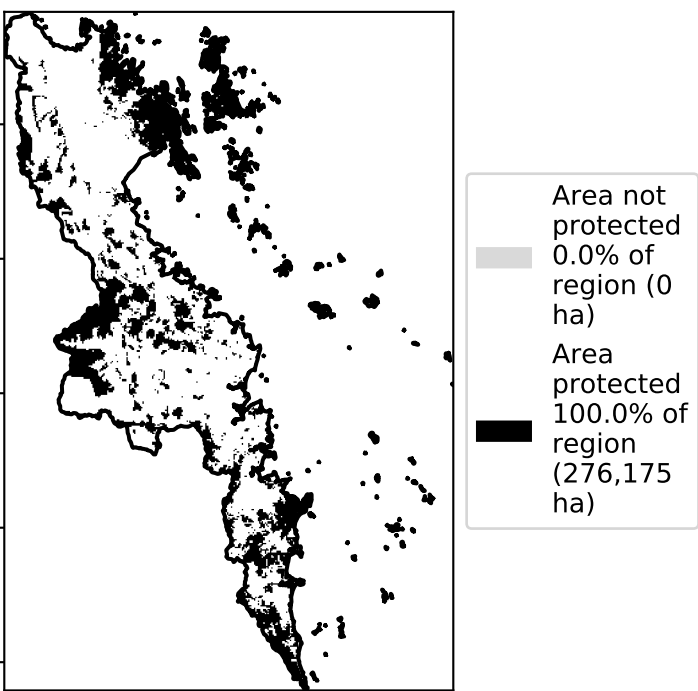 Area not
protected
0.0% of
region (0
ha)
Area
protected
100.0% of
region
(276,175
ha)